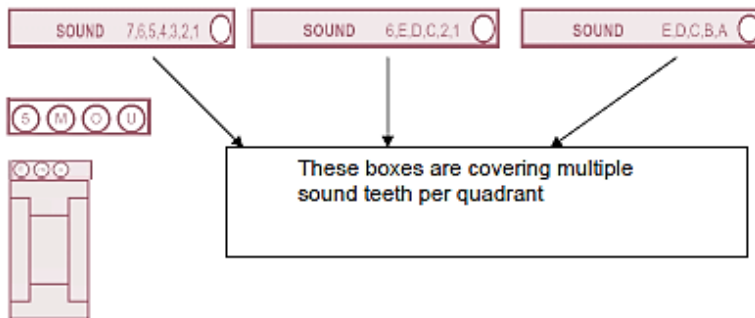 SOUND 7,6,5,4,3,2,1
SOUND 6,E,D,C,2,1
SOUND E,D,C,B,A
5 M O U
These boxes are covering multiple
sound teeth per quadrant